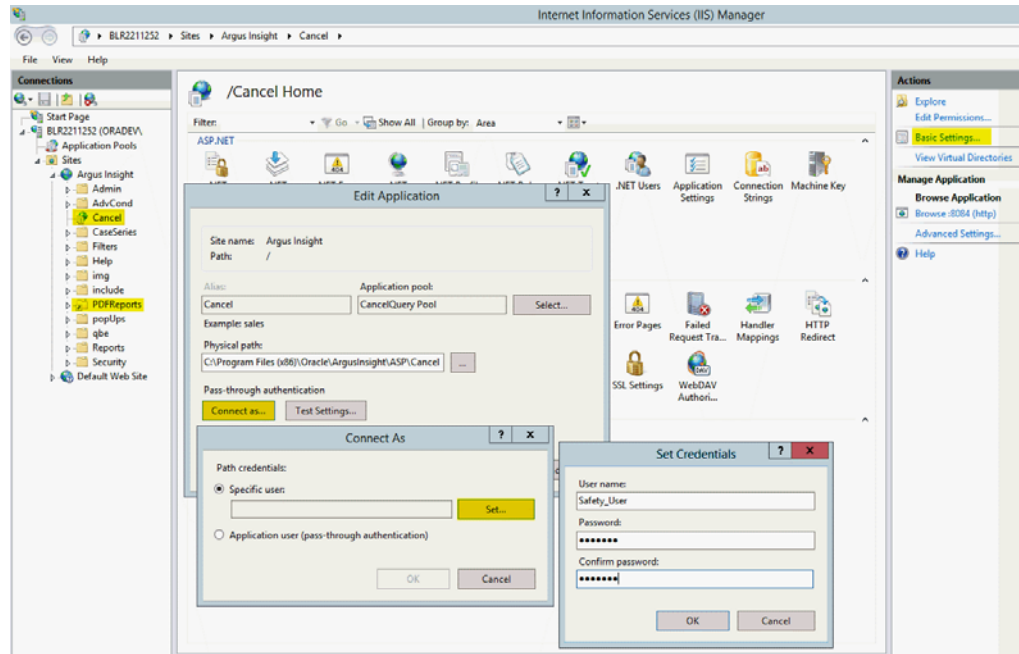 Internet Information Services (IIS) Manager
BLR2211252 Sites Argus Insight Cancel
File View Help
Connections
Start Page
BLR2211252 (ORADEV\
Application Pools
Sites
Argus Insight
Admin
AdvCond
Cancel
CaseSeries
Filters
Help
img
include
PDFReports
popUps
qbe
Reports
Security
Default Web Site
/Cancel Home
Filter: Go Show All Group by: Area
ASP.NET
.NET Users
Application Settings
Connection Strings
Machine Key
Error Pages
Failed Request Tra...
Handler Mappings
HTTP Redirect
SSL Settings
WebDAV Authori...
Edit Application ? x
Site name: Argus Insight
Path: /
Alias: Application pool:
Cancel CancelQuery Pool Select...
Example: sales
Physical path:
C:\Program Files (x86)\Oracle\ArgusInsight\ASP\Cancel ...
Pass-through authentication
Connect as... Test Settings...
Connect As ? x
Path credentials:
Specific user:
Set...
Application user (pass-through authentication)
OK Cancel
Set Credentials ? x
User name:
Safety_User
Password:
•••••••
Confirm password:
•••••••
OK Cancel
Actions
Explore
Edit Permissions...
Basic Settings...
View Virtual Directories
Manage Application
Browse Application
Browse :8084 (http)
Advanced Settings...
Help